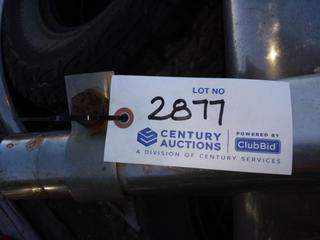 LOT NO
2877
CENTURY AUCTIONS
A DIVISION OF CENTURY SERVICES
POWERED BY
ClubBid